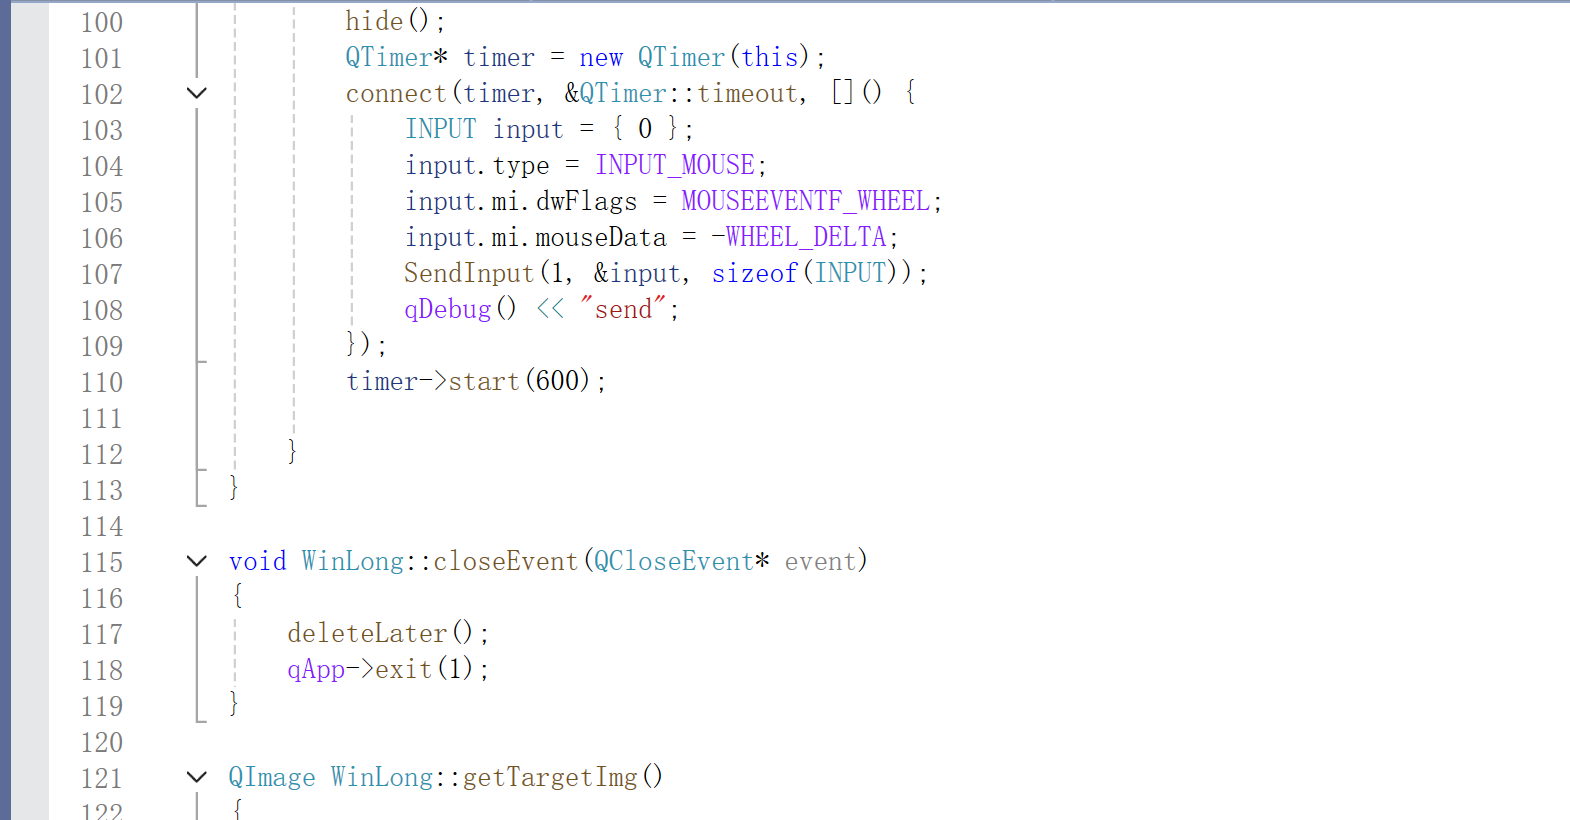 100 hide();
101 QTimer* timer = new QTimer(this);
102 connect(timer, &QTimer::timeout, []() {
103 INPUT input = { 0 };
104 input.type = INPUT_MOUSE;
105 input.mi.dwFlags = MOUSEEVENTF_WHEEL;
106 input.mi.mouseData = -WHEEL_DELTA;
107 SendInput(1, &input, sizeof(INPUT));
108 qDebug() << "send";
109 });
110 timer->start(600);
111
112 }
113 }
114
115 void WinLong::closeEvent(QCloseEvent* event)
116 {
117 deleteLater();
118 qApp->exit(1);
119 }
120
121 QImage WinLong::getTargetImg()
122 {